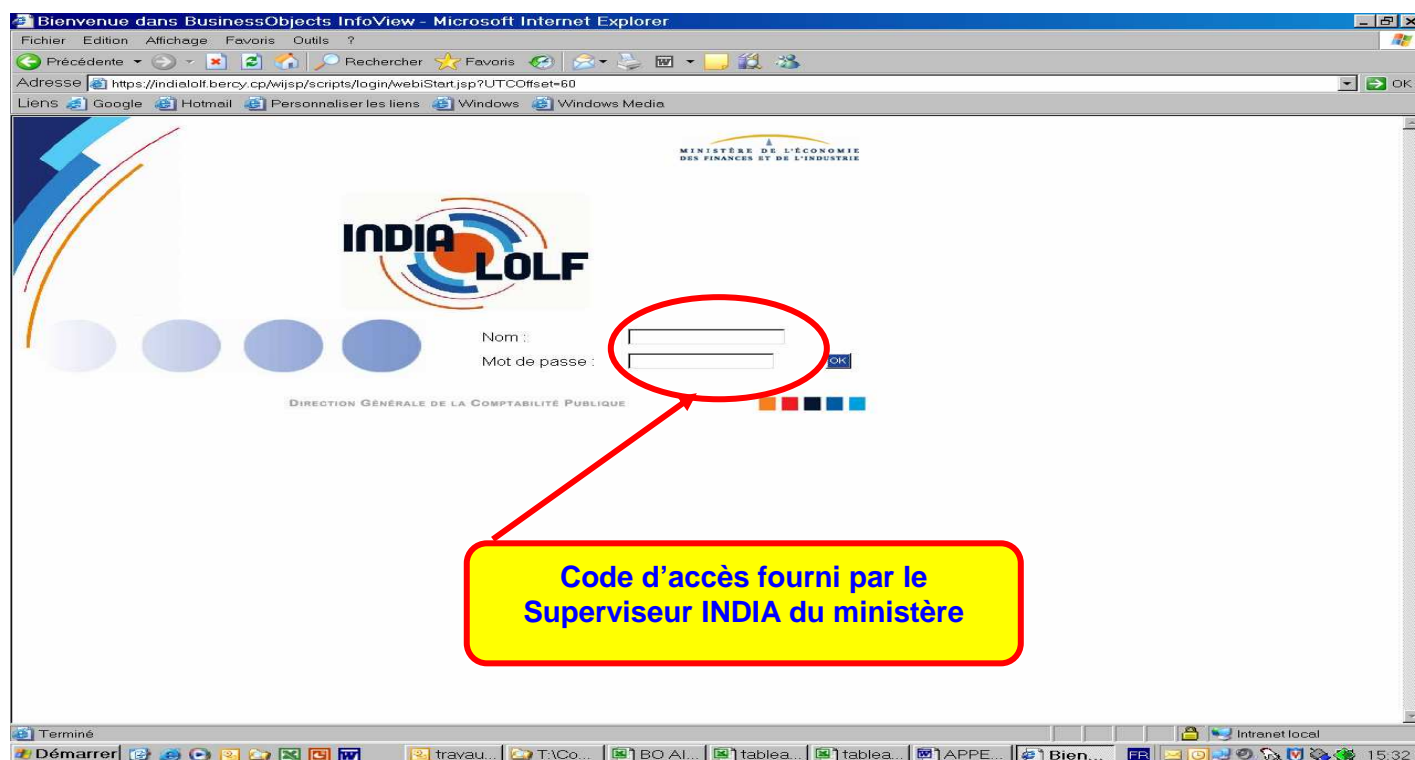 Bienvenue dans BusinessObjects InfoView - Microsoft Internet Explorer
Fichier Edition Affichage Favoris Outils ?
Précédente Rechercher Favoris
Adresse https://indialolf.bercy.cp/wijsp/scripts/login/webiStart.jsp?UTCOffset=60 OK
Liens Google Hotmail Personnaliser les liens Windows Windows Media
MINISTÈRE DE L'ÉCONOMIE
DES FINANCES ET DE L'INDUSTRIE
INDIA
LOLF
Nom :
Mot de passe : OK
DIRECTION GÉNÉRALE DE LA COMPTABILITÉ PUBLIQUE
Code d’accès fourni par le
Superviseur INDIA du ministère
Terminé Intranet local
Démarrer travau... T:\Co... BO AI... tablea... tablea... APPE... Bien... FR 15:32